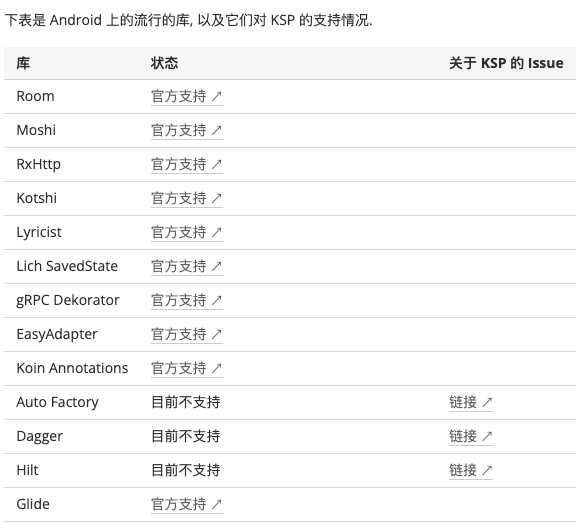 下表是 Android 上的流行的库, 以及它们对 KSP 的支持情况.
库 状态 关于 KSP 的 Issue
Room 官方支持 ↗
Moshi 官方支持 ↗
RxHttp 官方支持 ↗
Kotshi 官方支持 ↗
Lyricist 官方支持 ↗
Lich SavedState 官方支持 ↗
gRPC Dekorator 官方支持 ↗
EasyAdapter 官方支持 ↗
Koin Annotations 官方支持 ↗
Auto Factory 目前不支持 链接 ↗
Dagger 目前不支持 链接 ↗
Hilt 目前不支持 链接 ↗
Glide 官方支持 ↗